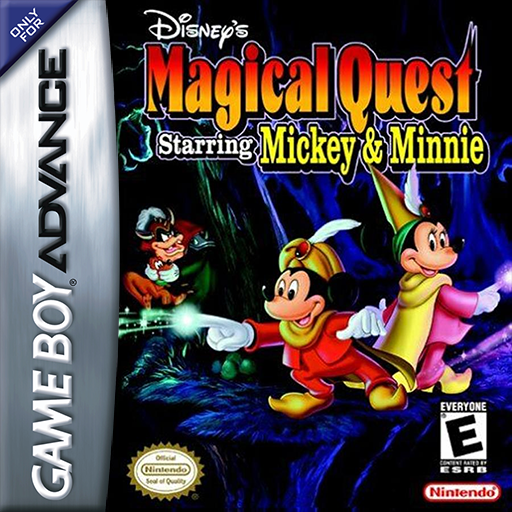 ONLY
FOR
GAME BOY ADVANCE
DISNEY'S
Magical Quest
Starring Mickey & Minnie
Official
Nintendo
Seal of Quality
EVERYONE
E
CONTENT RATED BY
ESRB
Nintendo